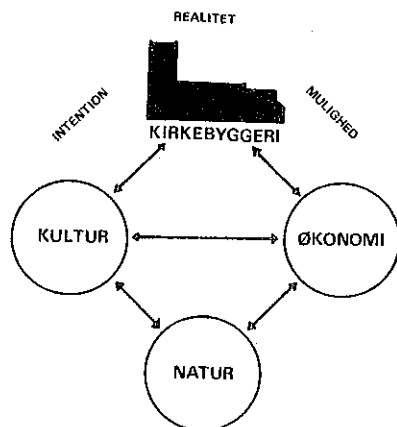 REALITET
INTENTION
MULIGHED
KIRKEBYGGERI
KULTUR
ØKONOMI
NATUR